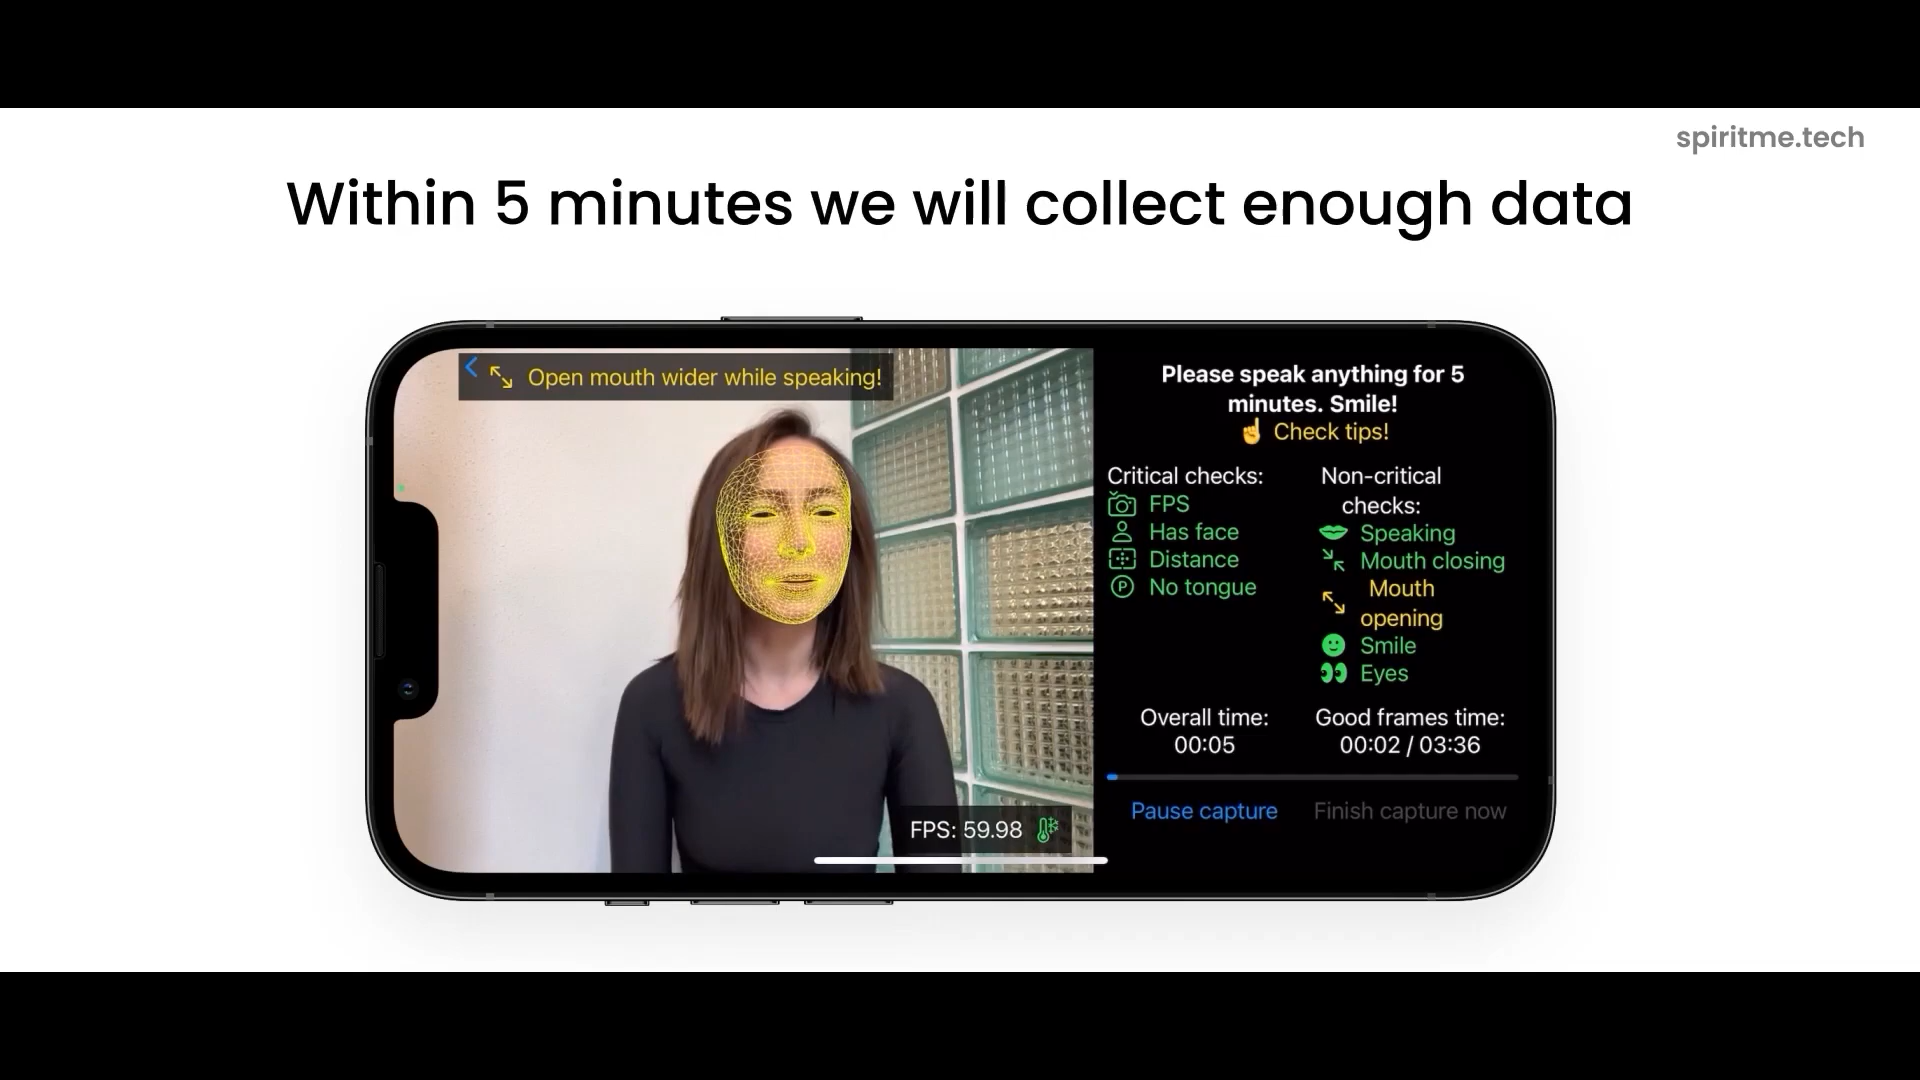 spiritme.tech
Within 5 minutes we will collect enough data
Open mouth wider while speaking!
Please speak anything for 5
minutes. Smile!
☝ Check tips!
Critical checks:
FPS
Has face
Distance
P No tongue
Non-critical
checks:
Speaking
Mouth closing
Mouth
opening
Smile
Eyes
Overall time:
00:05
Good frames time:
00:02 / 03:36
Pause capture
Finish capture now
FPS: 59.98